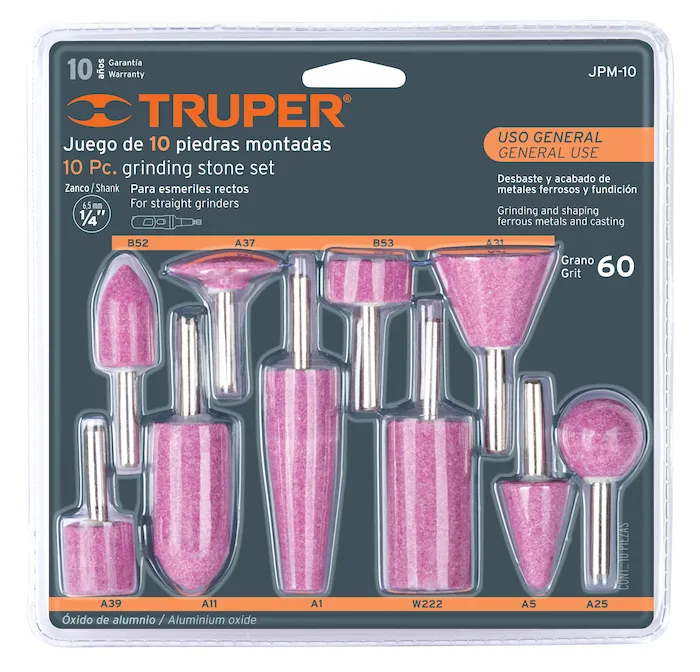 10 años Garantía Warranty
JPM-10
TRUPER®
Juego de 10 piedras montadas
10 Pc. grinding stone set
Zanco / Shank
6,5 mm
1/4"
Para esmeriles rectos
For straight grinders
USO GENERAL
GENERAL USE
Desbaste y acabado de
metales ferrosos y fundición
Grinding and shaping
ferrous metals and casting
Grano
Grit 60
B52 A37 B53 A31
CONT.: 10 PIEZAS
A39 A11 A1 W222 A5 A25
Óxido de alumnio / Aluminium oxide